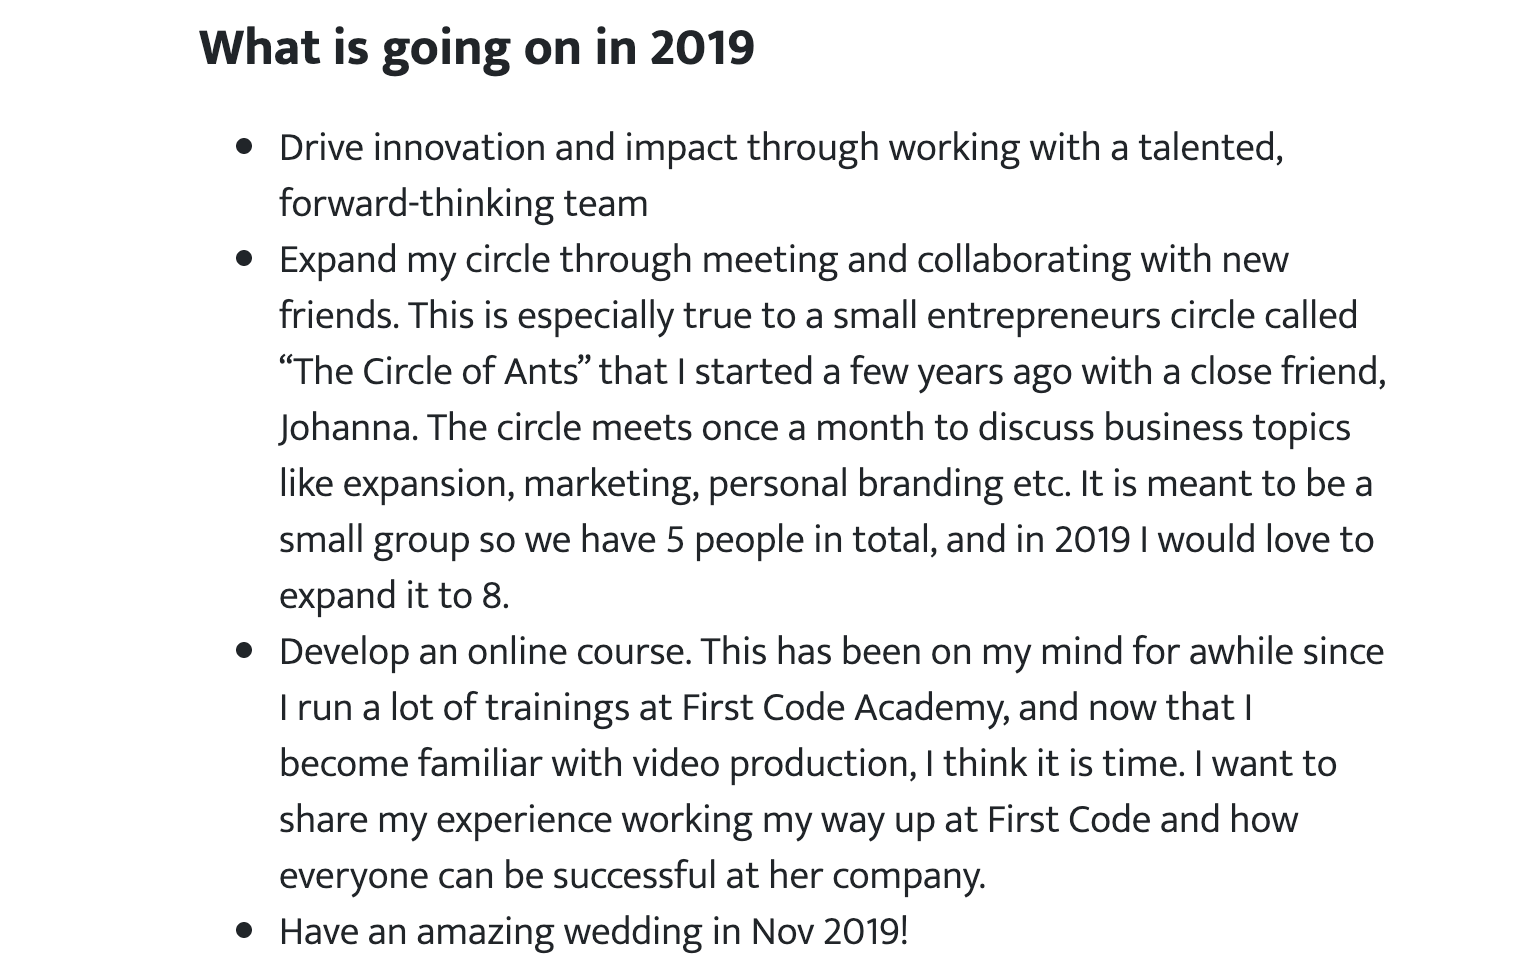 What is going on in 2019
Drive innovation and impact through working with a talented,
forward-thinking team
Expand my circle through meeting and collaborating with new
friends. This is especially true to a small entrepreneurs circle called
“The Circle of Ants” that I started a few years ago with a close friend,
Johanna. The circle meets once a month to discuss business topics
like expansion, marketing, personal branding etc. It is meant to be a
small group so we have 5 people in total, and in 2019 I would love to
expand it to 8.
Develop an online course. This has been on my mind for awhile since
I run a lot of trainings at First Code Academy, and now that I
become familiar with video production, I think it is time. I want to
share my experience working my way up at First Code and how
everyone can be successful at her company.
Have an amazing wedding in Nov 2019!